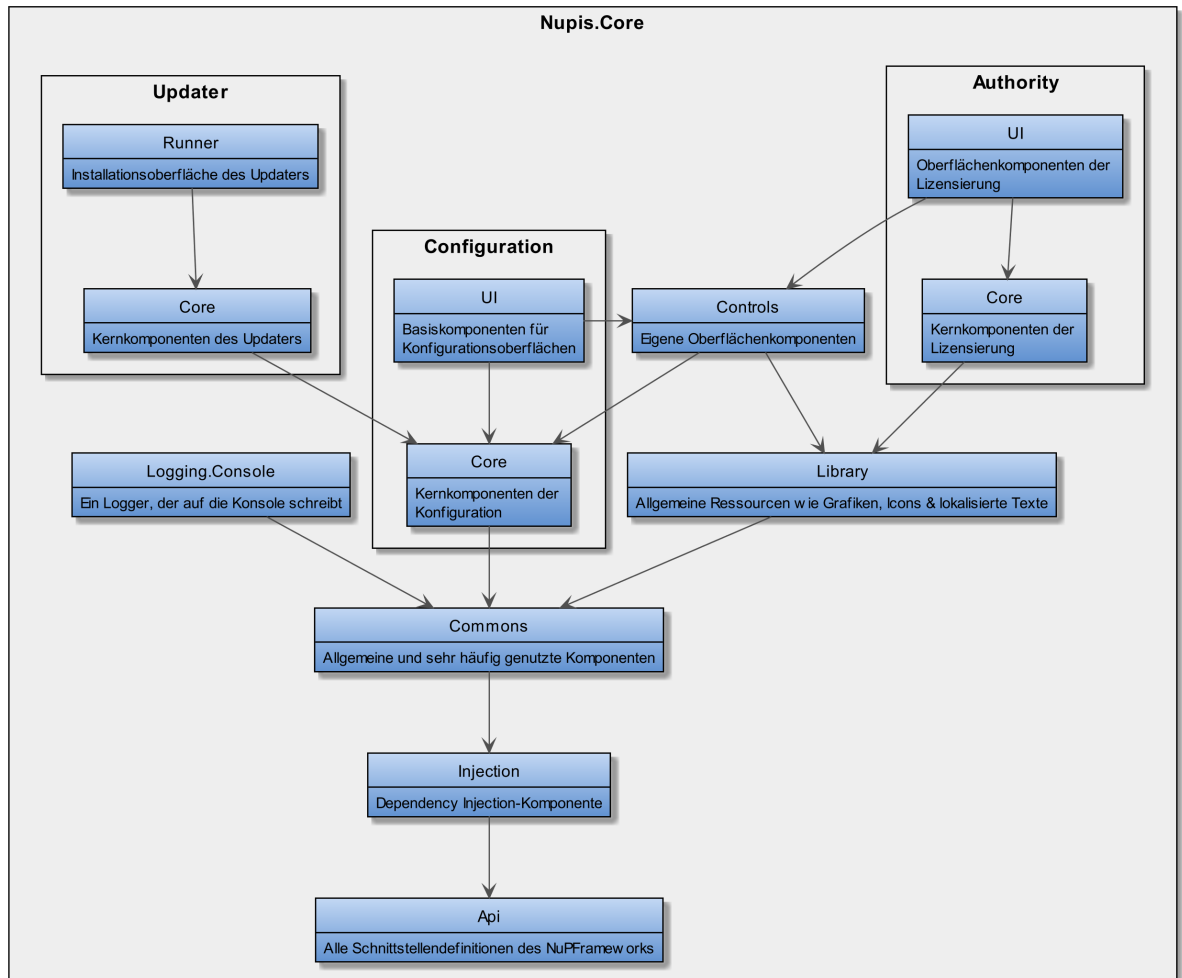 Nupis.Core
Updater
Runner
Installationsoberfläche des Updaters
Core
Kernkomponenten des Updaters
Authority
UI
Oberflächenkomponenten der
Lizensierung
Core
Kernkomponenten der
Lizensierung
Configuration
UI
Basiskomponenten für
Konfigurationsoberflächen
Core
Kernkomponenten der
Konfiguration
Controls
Eigene Oberflächenkomponenten
Logging.Console
Ein Logger, der auf die Konsole schreibt
Library
Allgemeine Ressourcen wie Grafiken, Icons & lokalisierte Texte
Commons
Allgemeine und sehr häufig genutzte Komponenten
Injection
Dependency Injection-Komponente
Api
Alle Schnittstellendefinitionen des NuPFrameworks